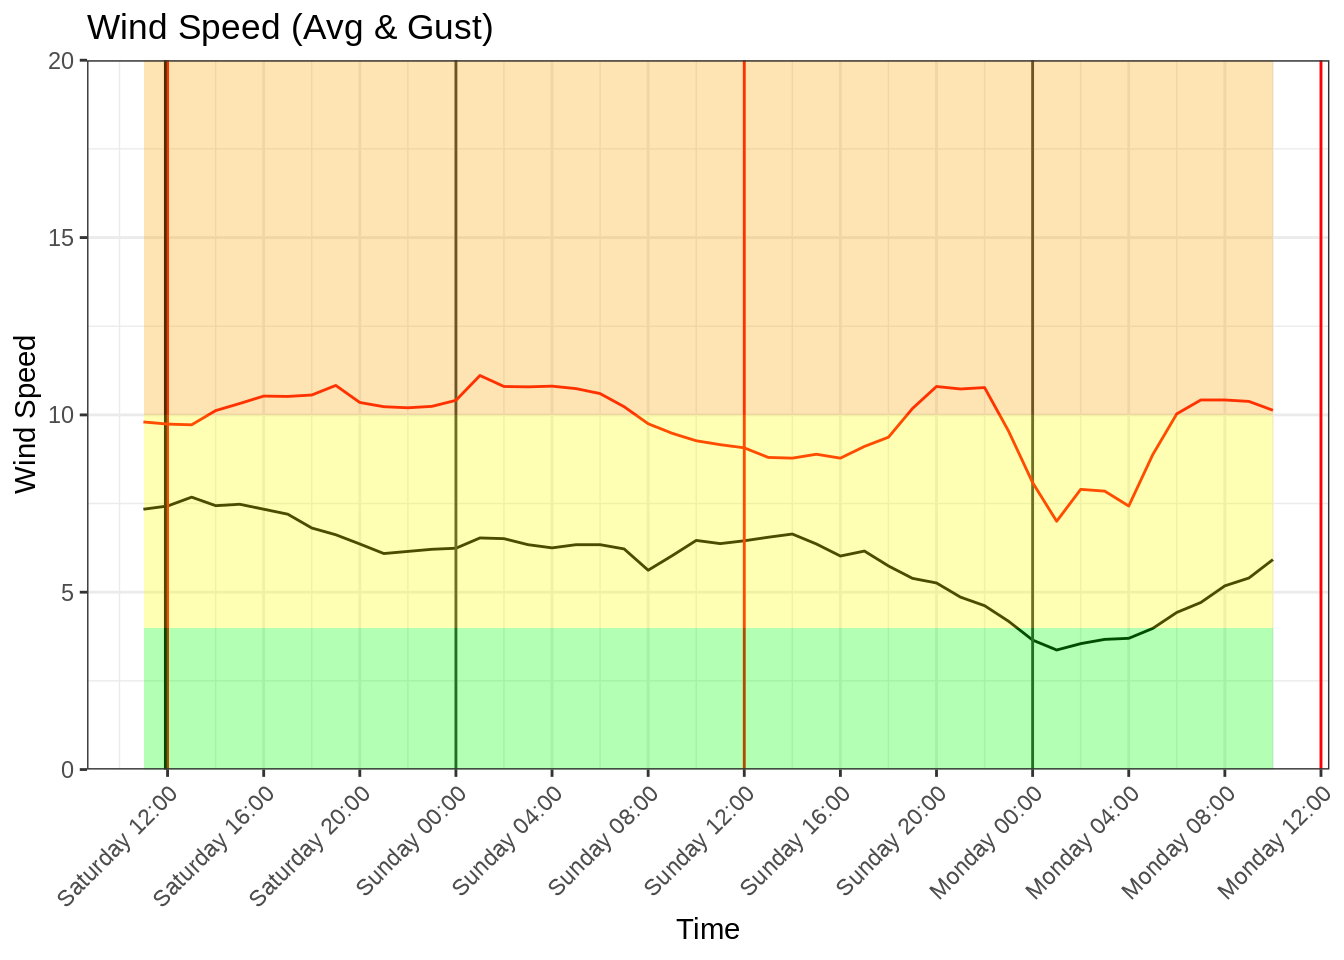 Wind Speed (Avg & Gust)
20
15
10
5
0
Wind Speed
Saturday 12:00
Saturday 16:00
Saturday 20:00
Sunday 00:00
Sunday 04:00
Sunday 08:00
Sunday 12:00
Sunday 16:00
Sunday 20:00
Monday 00:00
Monday 04:00
Monday 08:00
Monday 12:00
Time